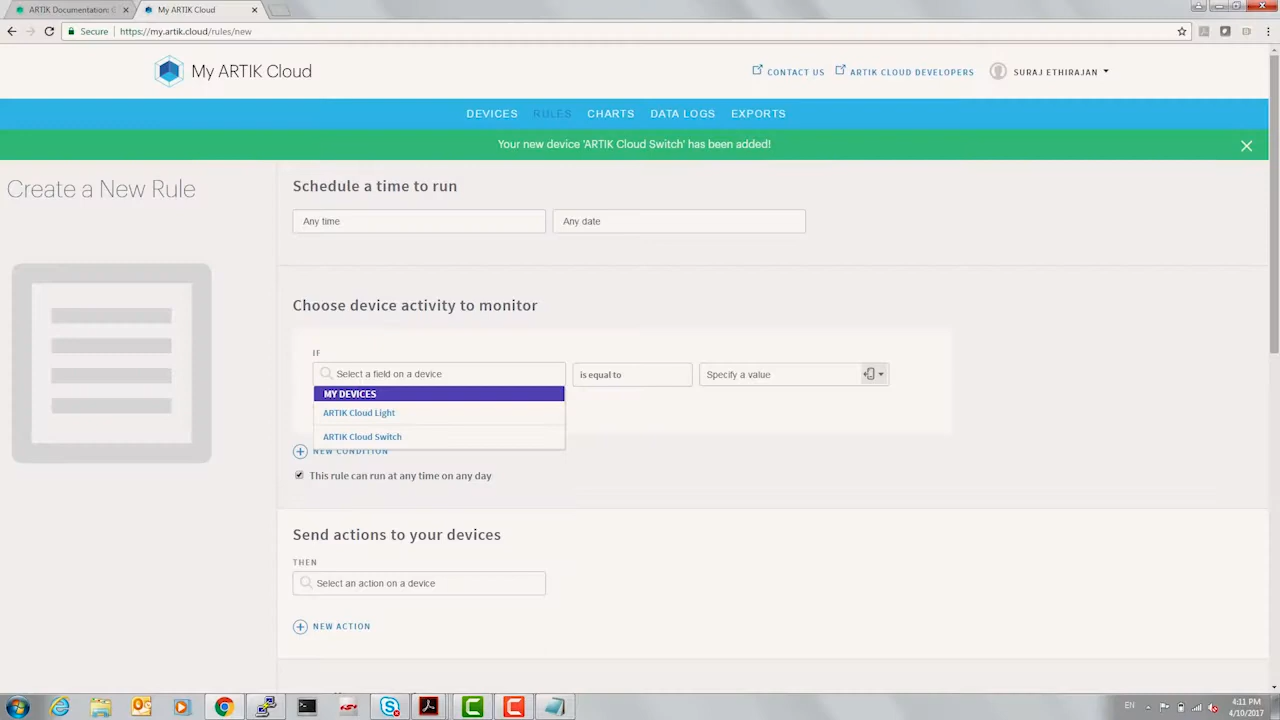 ARTIK Documentation: G
My ARTIK Cloud
Secure
https://my.artik.cloud/rules/new
My ARTIK Cloud
CONTACT US
ARTIK CLOUD DEVELOPERS
SURAJ ETHIRAJAN
DEVICES RULES CHARTS DATA LOGS EXPORTS
Your new device 'ARTIK Cloud Switch' has been added!
Create a New Rule
Schedule a time to run
Any time
Any date
Choose device activity to monitor
IF
Select a field on a device
is equal to
Specify a value
MY DEVICES
ARTIK Cloud Light
ARTIK Cloud Switch
NEW CONDITION
This rule can run at any time on any day
Send actions to your devices
THEN
Select an action on a device
NEW ACTION
EN
4:11 PM
4/10/2017